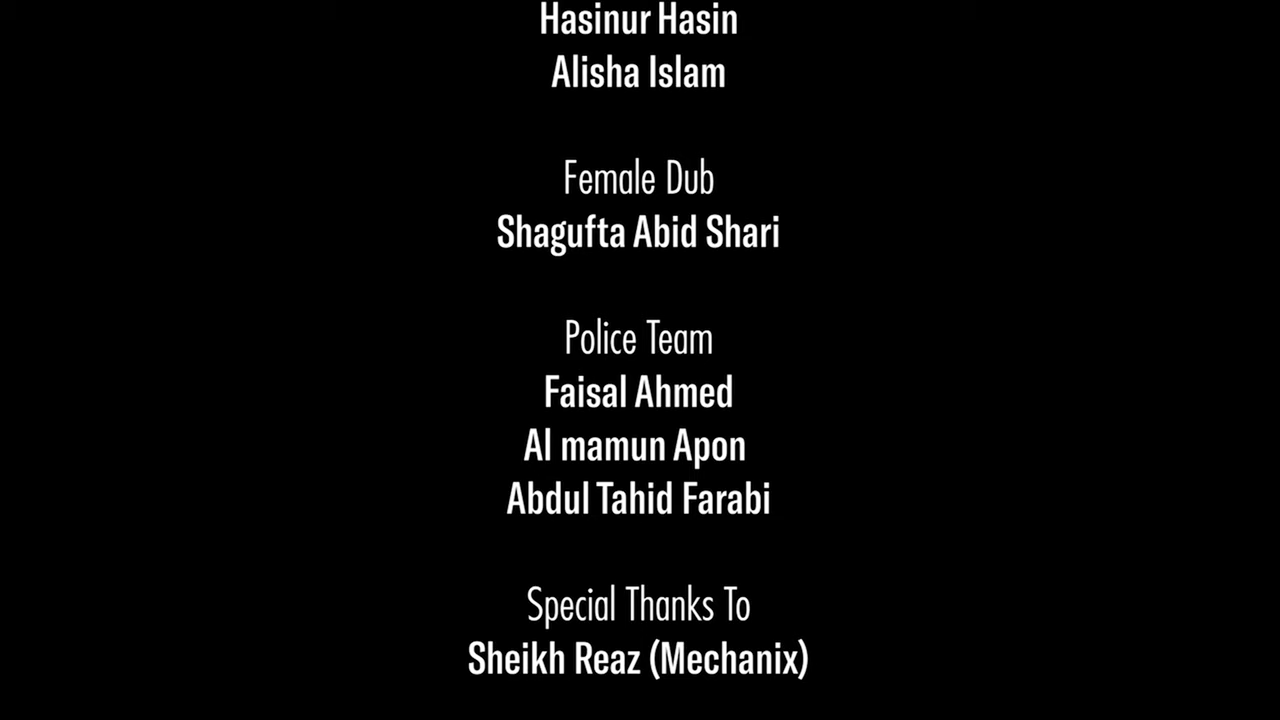 Hasinur Hasin
Alisha Islam
Female Dub
Shagufta Abid Shari
Police Team
Faisal Ahmed
Al mamun Apon
Abdul Tahid Farabi
Special Thanks To
Sheikh Reaz (Mechanix)